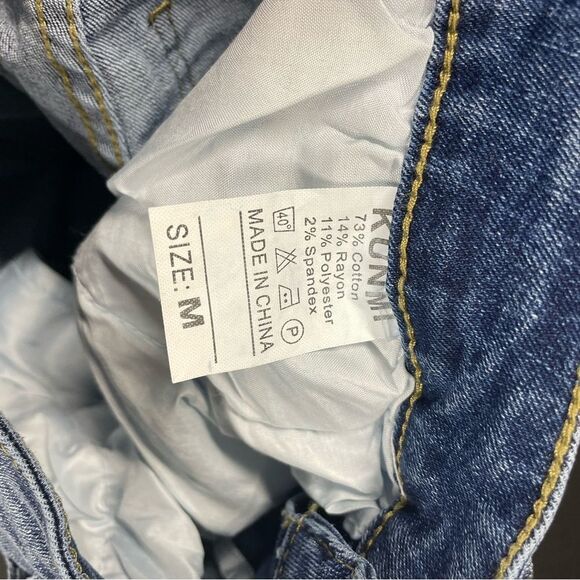 KUNMI
73% Cotton
14% Rayon
11% Polyester
2% Spandex
40° P
MADE IN CHINA
SIZE: M